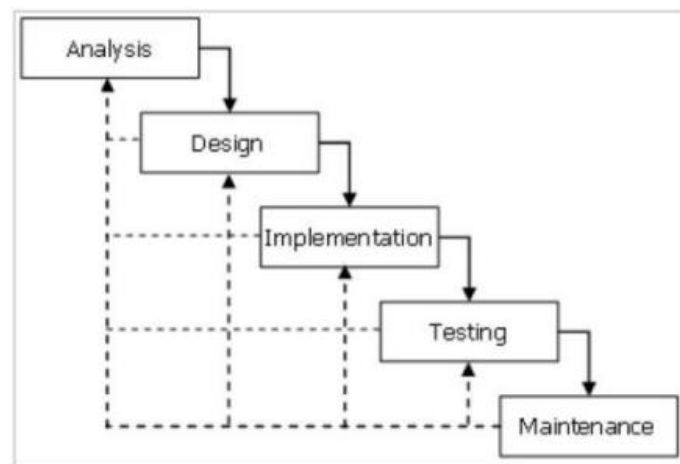 Analysis
Design
Implementation
Testing
Maintenance